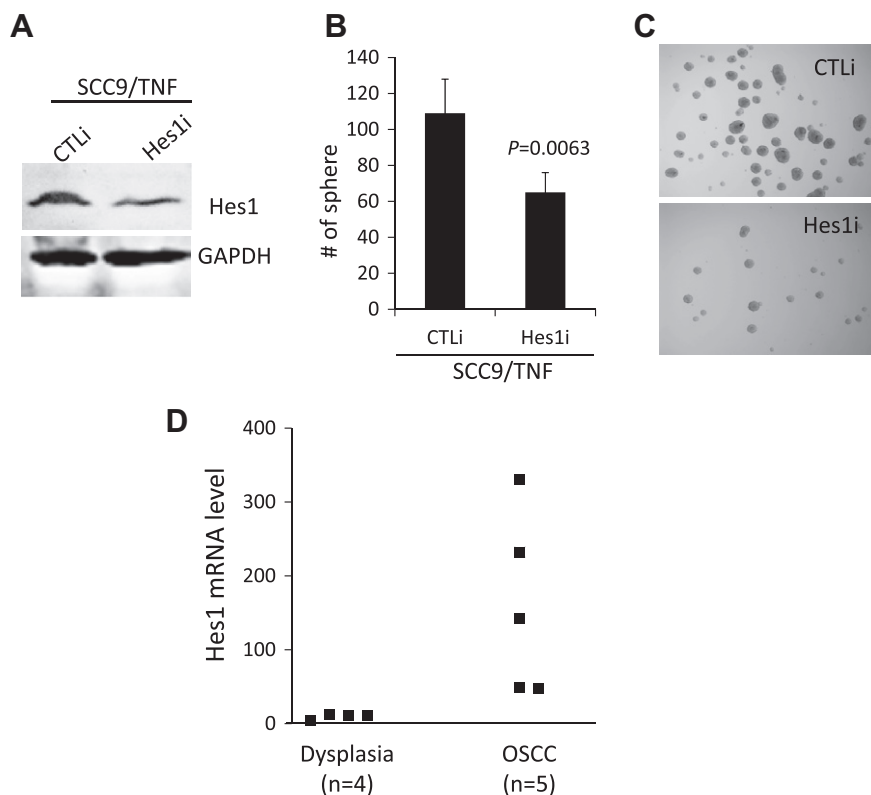 A
SCC9/TNF
CTLi
Hes1i
Hes1
GAPDH
B
# of sphere
140
120
100
80
60
40
20
0
P=0.0063
CTLi
Hes1i
SCC9/TNF
C
CTLi
Hes1i
D
Hes1 mRNA level
400
300
200
100
0
Dysplasia
(n=4)
OSCC
(n=5)